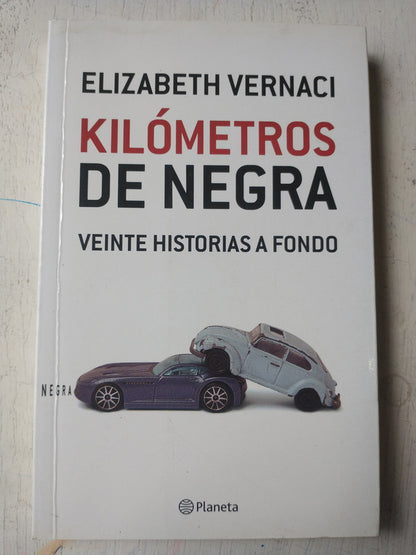 ELIZABETH VERNACI
KILÓMETROS
DE NEGRA
VEINTE HISTORIAS A FONDO
NEGRA
Planeta